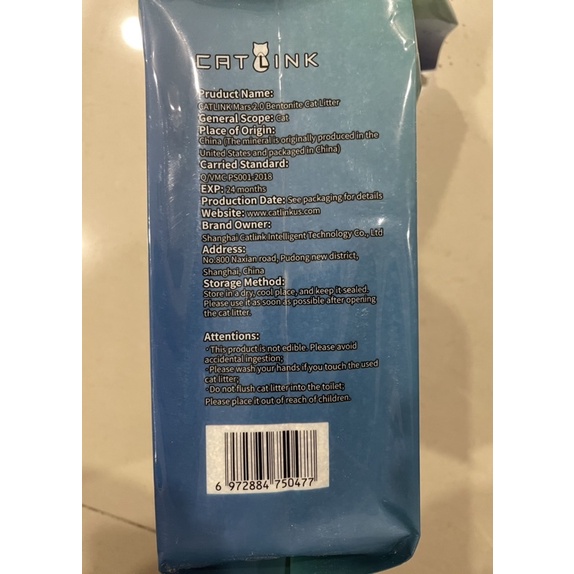 CATLINK
Pruduct Name:
CATLINK Mars 2.0 Bentonite Cat Litter
General Scope: Cat
Place of Origin:
China (The mineral is originally produced in the
United States and packaged in China)
Carried Standard:
Q/VMC-PS001-2018
EXP: 24 months
Production Date: See packaging for details
Website: www.catlinkus.com
Brand Owner:
Shanghai Catlink Intelligent Technology Co., Ltd
Address:
No.800 Naxian road, Pudong new district,
Shanghai, China
Storage Method:
Store in a dry, cool place, and keep it sealed.
Please use it as soon as possible after opening
the cat litter.
Attentions:
- This product is not edible. Please avoid
accidental ingestion;
- Please wash your hands if you touch the used
cat litter;
- Do not flush cat litter into the toilet;
Please place it out of reach of children.
6 972884 750477